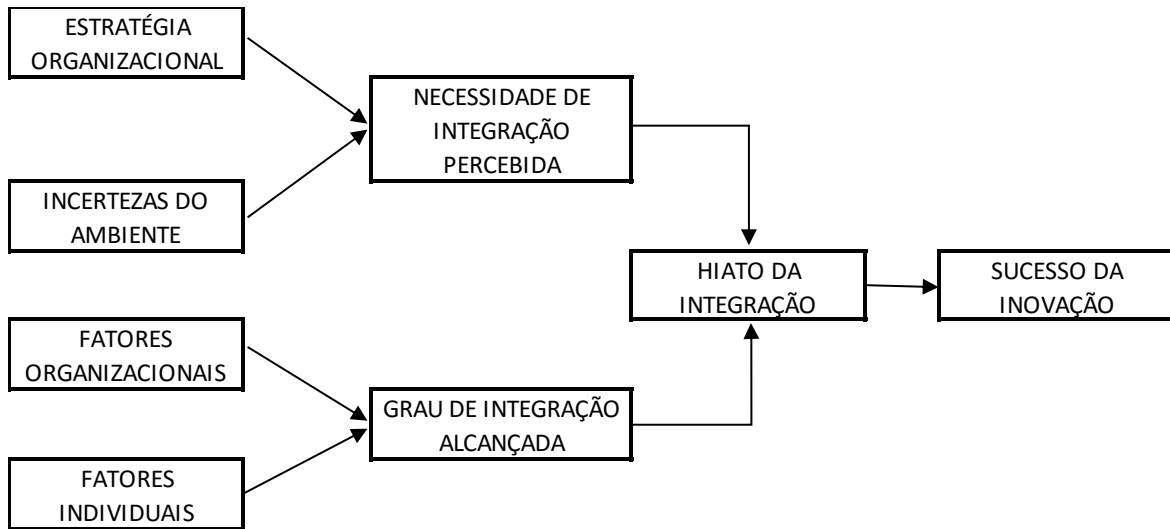 ESTRATÉGIA
ORGANIZACIONAL
INCERTEZAS DO
AMBIENTE
FATORES
ORGANIZACIONAIS
FATORES
INDIVIDUAIS
NECESSIDADE DE
INTEGRAÇÃO
PERCEBIDA
GRAU DE INTEGRAÇÃO
ALCANÇADA
HIATO DA
INTEGRAÇÃO
SUCESSO DA
INOVAÇÃO